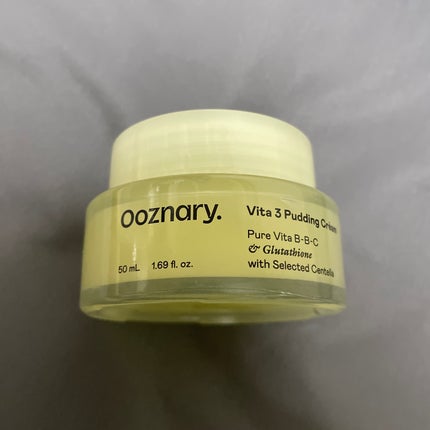 Ooznary.
Vita 3 Pudding Cream
Pure Vita B-B-C
& Glutathione
with Selected Centella
50 mL 1.69 fl. oz.